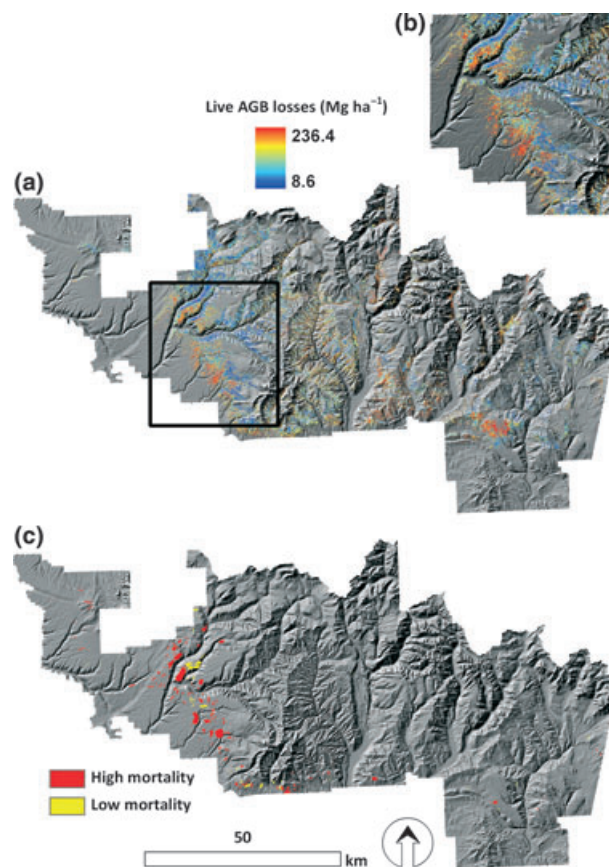 (b)
Live AGB losses (Mg ha⁻¹)
236.4
8.6
(a)
(c)
High mortality
Low mortality
50
km